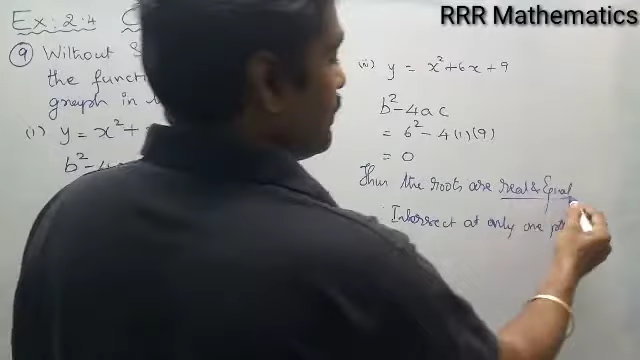 RRR Mathematics
Ex: 2.4
⑨ Without
the functi
graph in
(i) y = x² +
b² - 4
(ii) y = x² + 6x + 9
b² - 4ac
= 6² - 4(1)(9)
= 0
Thus the roots are real & Equal
Intersect at only one